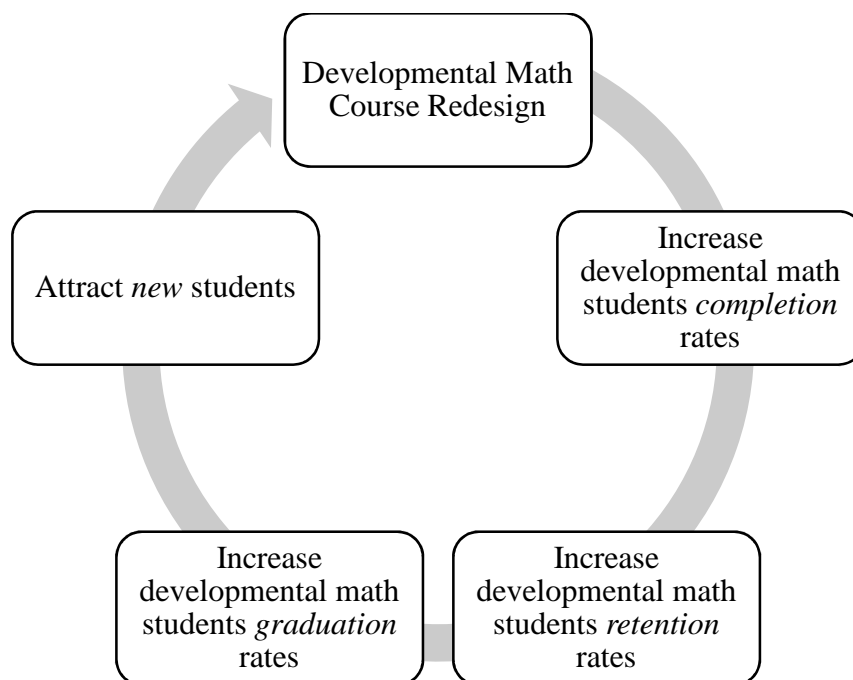 Developmental Math
Course Redesign
Increase
developmental math
students completion
rates
Increase
developmental math
students retention
rates
Increase
developmental math
students graduation
rates
Attract new students